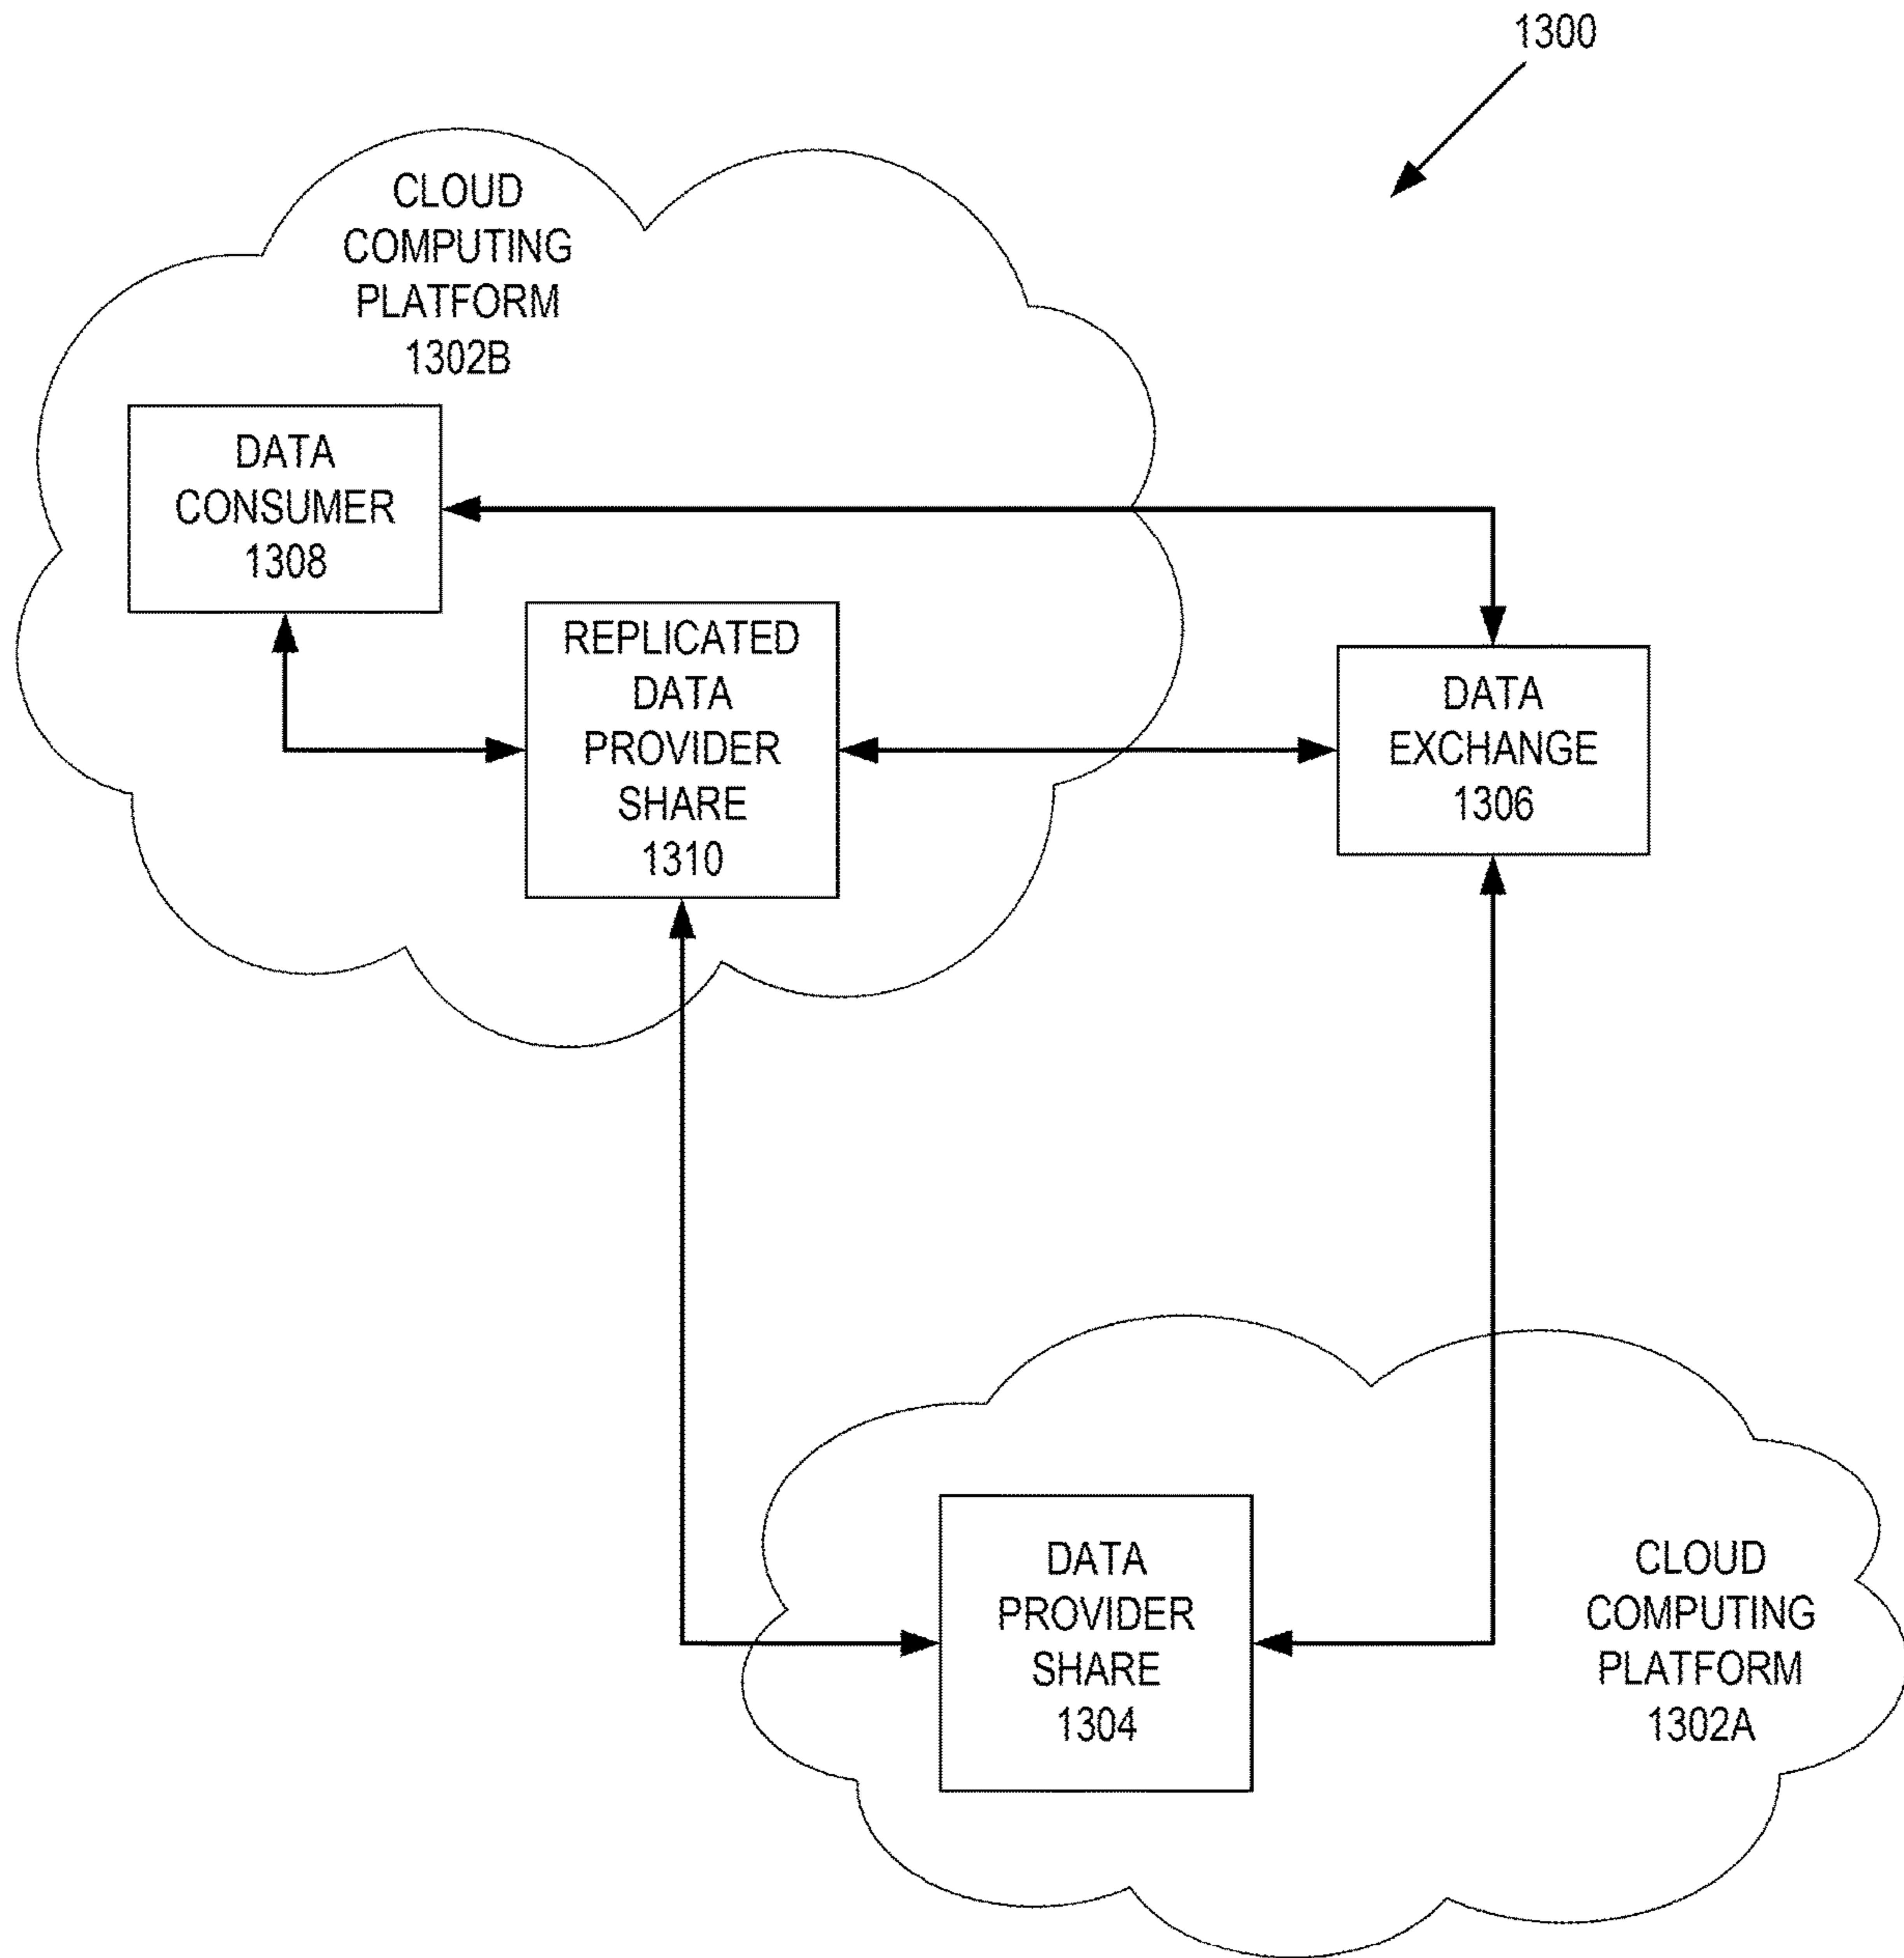 1300
CLOUD
COMPUTING
PLATFORM
1302B
DATA
CONSUMER
1308
REPLICATED
DATA
PROVIDER
SHARE
1310
DATA
EXCHANGE
1306
DATA
PROVIDER
SHARE
1304
CLOUD
COMPUTING
PLATFORM
1302A